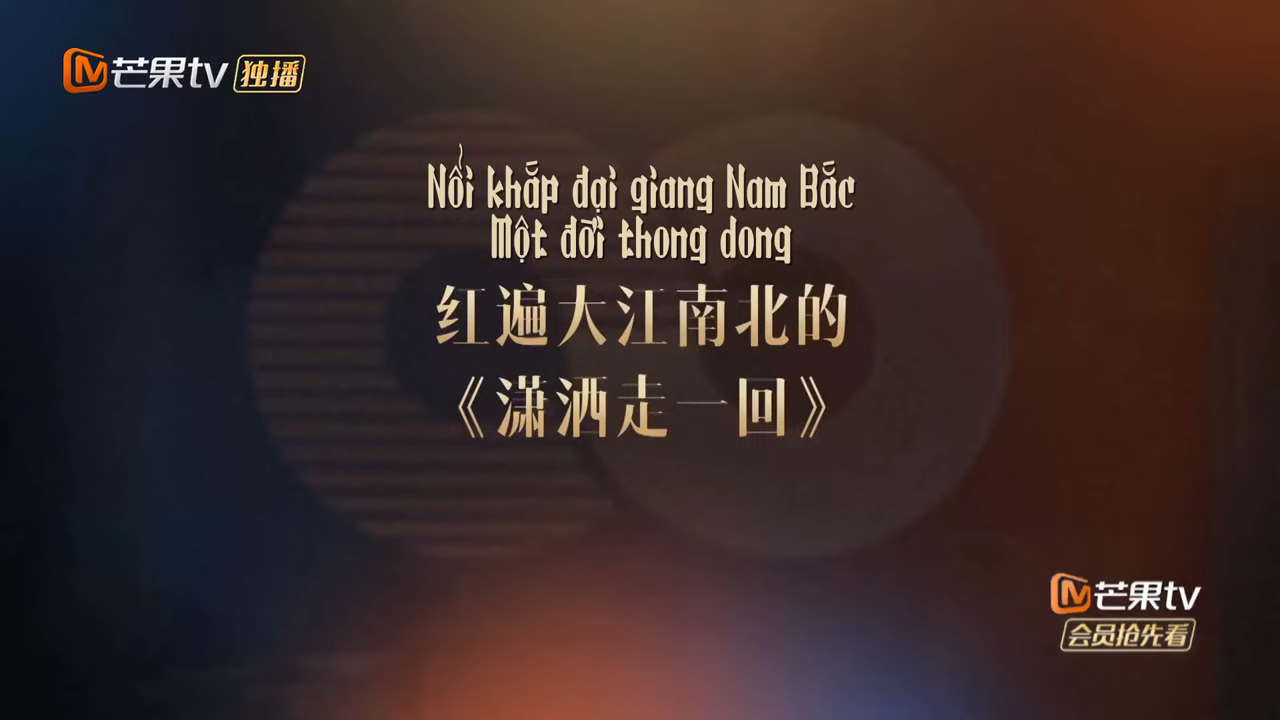 芒果tv 独播
Nổi khắp đại giang Nam Bắc
Một đời thong dong
红遍大江南北的
《潇洒走一回》
芒果tv
会员抢先看